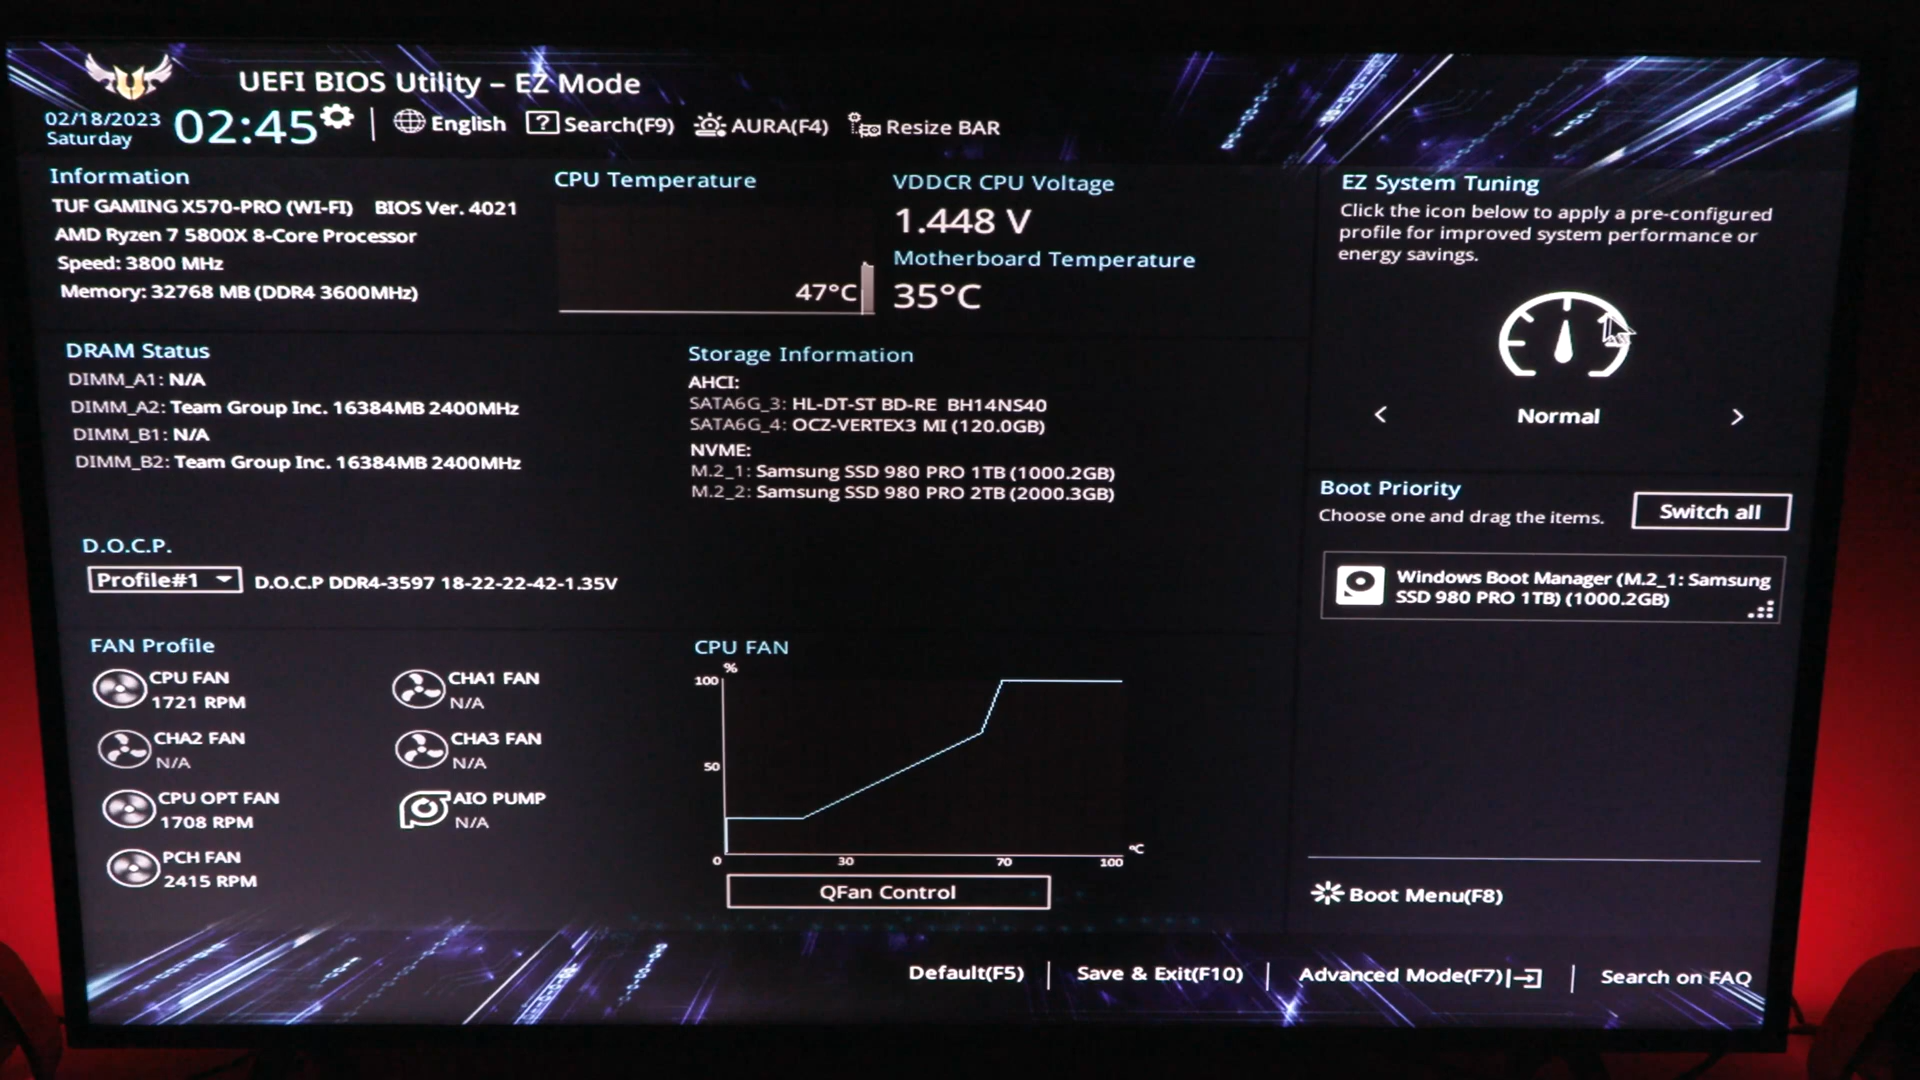 UEFI BIOS Utility – EZ Mode
02/18/2023
Saturday
02:45
English
Search(F9)
AURA(F4)
Resize BAR
Information
TUF GAMING X570-PRO (WI-FI) BIOS Ver. 4021
AMD Ryzen 7 5800X 8-Core Processor
Speed: 3800 MHz
Memory: 32768 MB (DDR4 3600MHz)
CPU Temperature
47°C
VDDCR CPU Voltage
1.448 V
Motherboard Temperature
35°C
EZ System Tuning
Click the icon below to apply a pre-configured
profile for improved system performance or
energy savings.
Normal
DRAM Status
DIMM_A1: N/A
DIMM_A2: Team Group Inc. 16384MB 2400MHz
DIMM_B1: N/A
DIMM_B2: Team Group Inc. 16384MB 2400MHz
Storage Information
AHCI:
SATA6G_3: HL-DT-ST BD-RE BH14NS40
SATA6G_4: OCZ-VERTEX3 MI (120.0GB)
NVME:
M.2_1: Samsung SSD 980 PRO 1TB (1000.2GB)
M.2_2: Samsung SSD 980 PRO 2TB (2000.3GB)
Boot Priority
Choose one and drag the items.
Switch all
Windows Boot Manager (M.2_1: Samsung
SSD 980 PRO 1TB) (1000.2GB)
D.O.C.P.
Profile#1
D.O.C.P DDR4-3597 18-22-22-42-1.35V
FAN Profile
CPU FAN
1721 RPM
CHA1 FAN
N/A
CHA2 FAN
N/A
CHA3 FAN
N/A
CPU OPT FAN
1708 RPM
AIO PUMP
N/A
PCH FAN
2415 RPM
CPU FAN
%
100
50
0
30
70
100
°C
QFan Control
Boot Menu(F8)
Default(F5)
Save & Exit(F10)
Advanced Mode(F7)
Search on FAQ